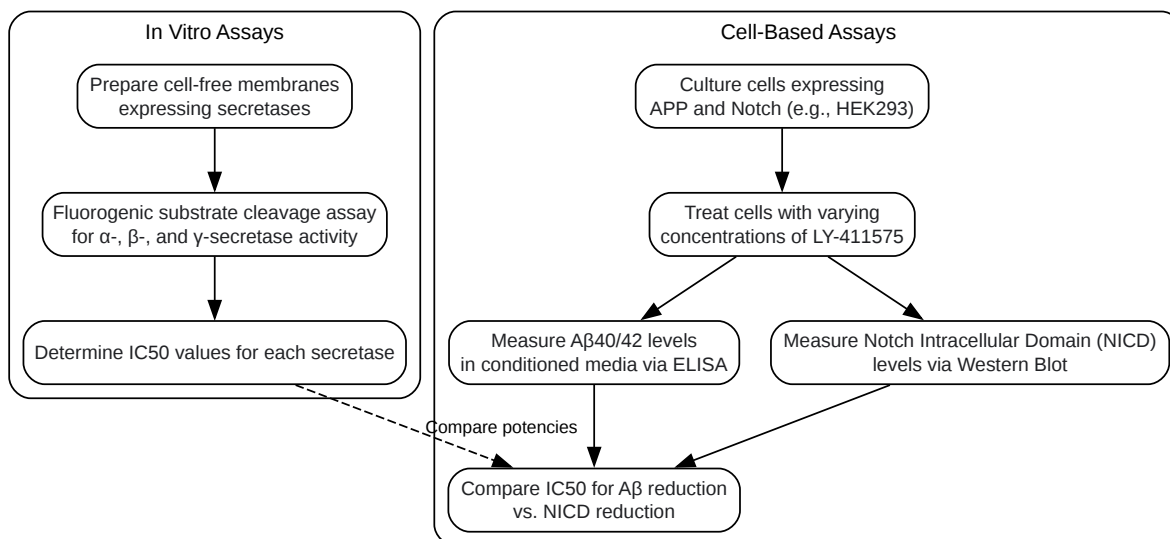 In Vitro Assays
Prepare cell-free membranes
expressing secretases
Fluorogenic substrate cleavage assay
for α-, β-, and γ-secretase activity
Determine IC50 values for each secretase
Cell-Based Assays
Culture cells expressing
APP and Notch (e.g., HEK293)
Treat cells with varying
concentrations of LY-411575
Measure Aβ40/42 levels
in conditioned media via ELISA
Measure Notch Intracellular Domain (NICD)
levels via Western Blot
Compare potencies
Compare IC50 for Aβ reduction
vs. NICD reduction